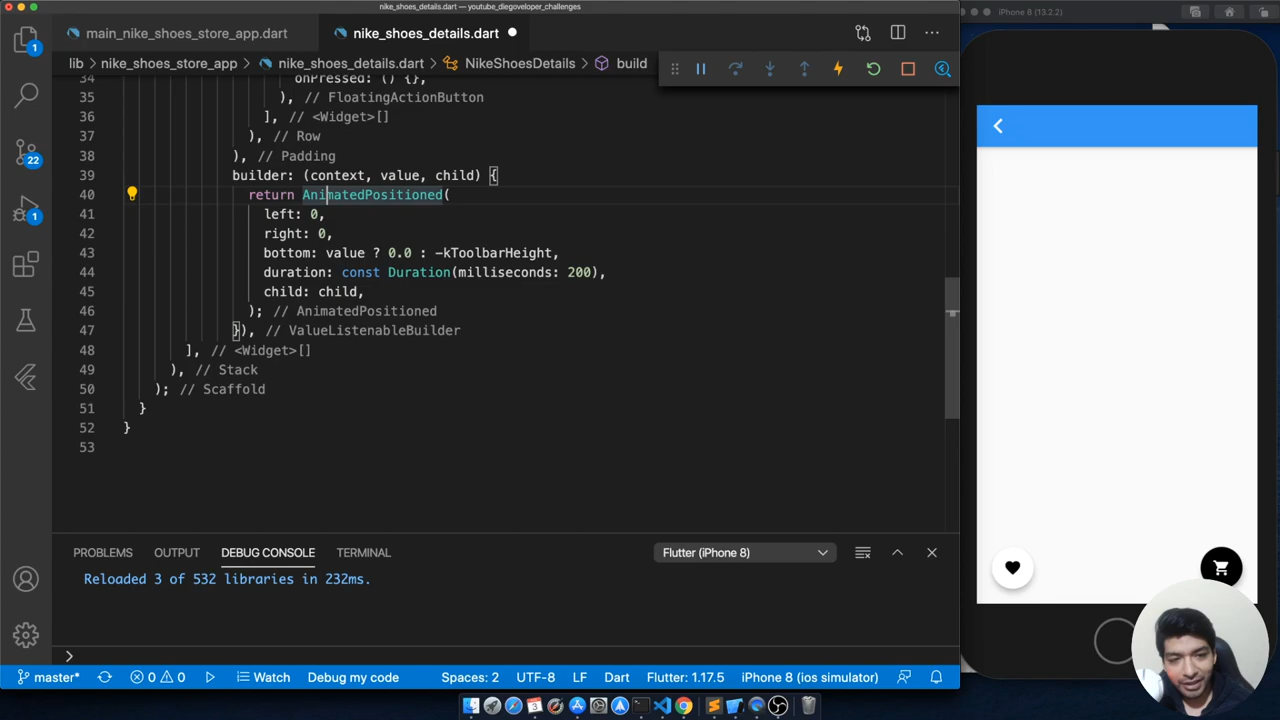 nike_shoes_details.dart — youtube_diegoveloper_challenges
iPhone 8 (13.2.2)
main_nike_shoes_store_app.dart
nike_shoes_details.dart
lib > nike_shoes_store_app > nike_shoes_details.dart > NikeShoesDetails > build
34 onPressed: () {},
35 ), // FloatingActionButton
36 ], // <Widget>[]
37 ), // Row
38 ), // Padding
39 builder: (context, value, child) {
40 return AnimatedPositioned(
41 left: 0,
42 right: 0,
43 bottom: value ? 0.0 : -kToolbarHeight,
44 duration: const Duration(milliseconds: 200),
45 child: child,
46 ); // AnimatedPositioned
47 }), // ValueListenableBuilder
48 ], // <Widget>[]
49 ), // Stack
50 ); // Scaffold
51 }
52 }
53
1
22
1
PROBLEMS OUTPUT DEBUG CONSOLE TERMINAL
Flutter (iPhone 8)
Reloaded 3 of 532 libraries in 232ms.
>
master* 0 0 Watch Debug my code Spaces: 2 UTF-8 LF Dart Flutter: 1.17.5 iPhone 8 (ios simulator)
3